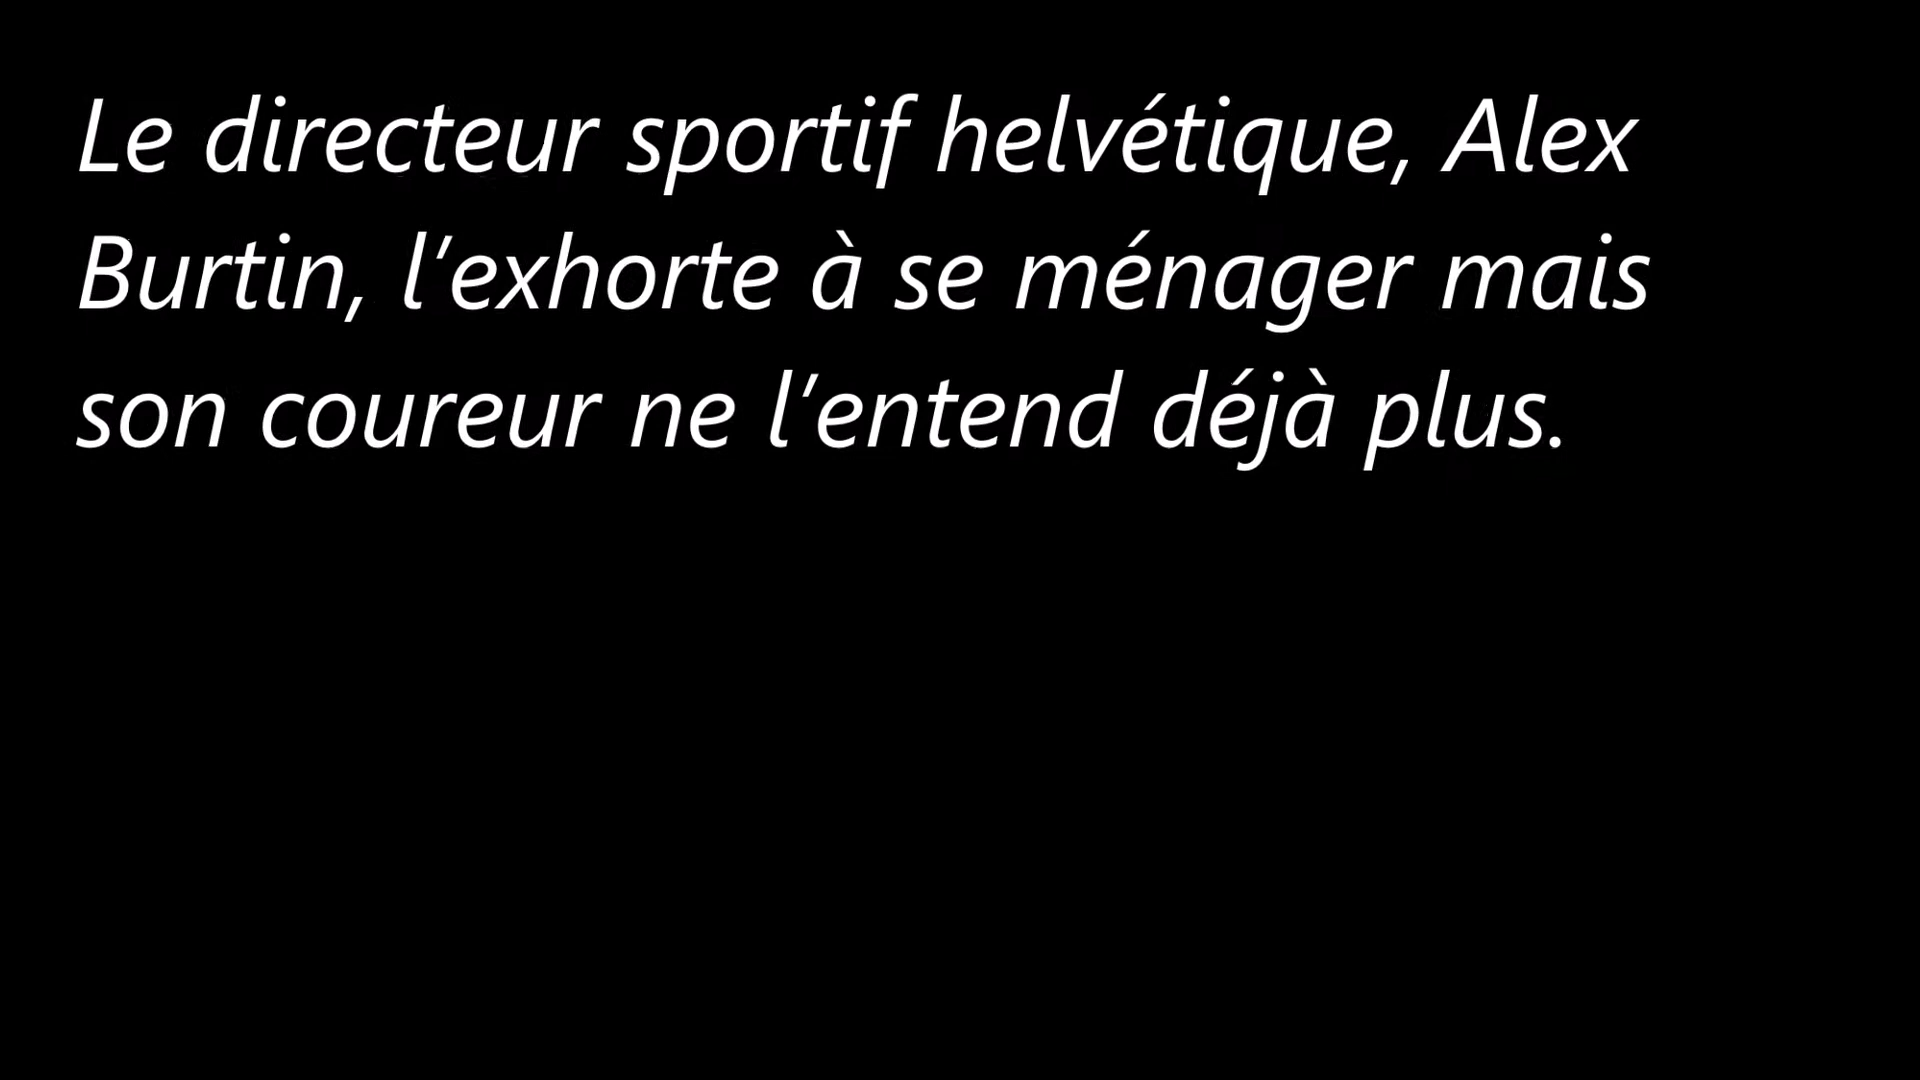 Le directeur sportif helvétique, Alex
Burtin, l’exhorte à se ménager mais
son coureur ne l’entend déjà plus.